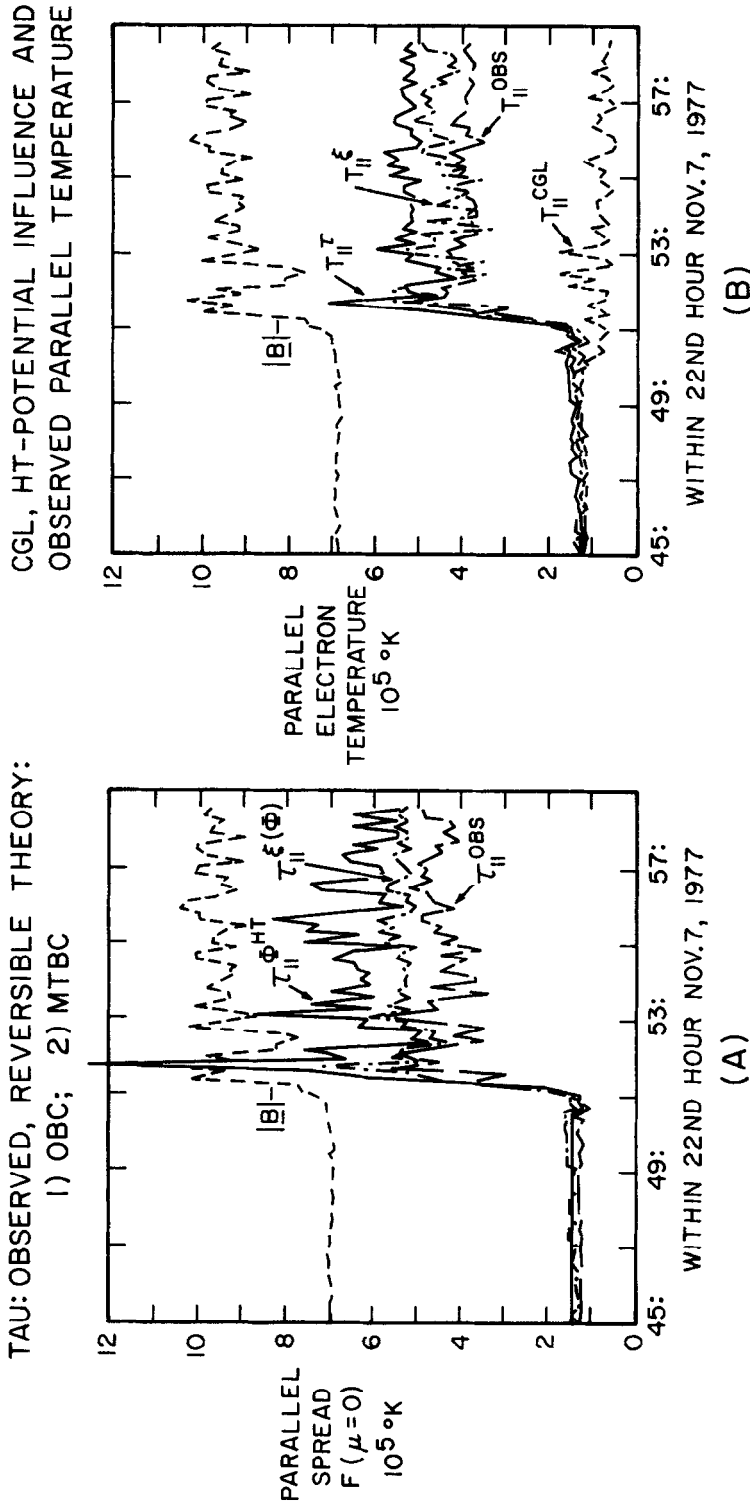 TAU: OBSERVED, REVERSIBLE THEORY:
1) OBC; 2) MTBC
PARALLEL
SPREAD
F (μ=0)
10⁵ °K
12
10
8
6
4
2
0
|B|
τ∥ Φ^HT
τ∥ ξ(Φ)
τ∥ OBS
45:
49:
53:
57:
WITHIN 22ND HOUR NOV. 7, 1977
(A)
CGL, HT-POTENTIAL INFLUENCE AND
OBSERVED PARALLEL TEMPERATURE
PARALLEL
ELECTRON
TEMPERATURE
10⁵ °K
12
10
8
6
4
2
0
|B|
T∥ τ
T∥ ξ
T∥ OBS
T∥ CGL
45:
49:
53:
57:
WITHIN 22ND HOUR NOV. 7, 1977
(B)